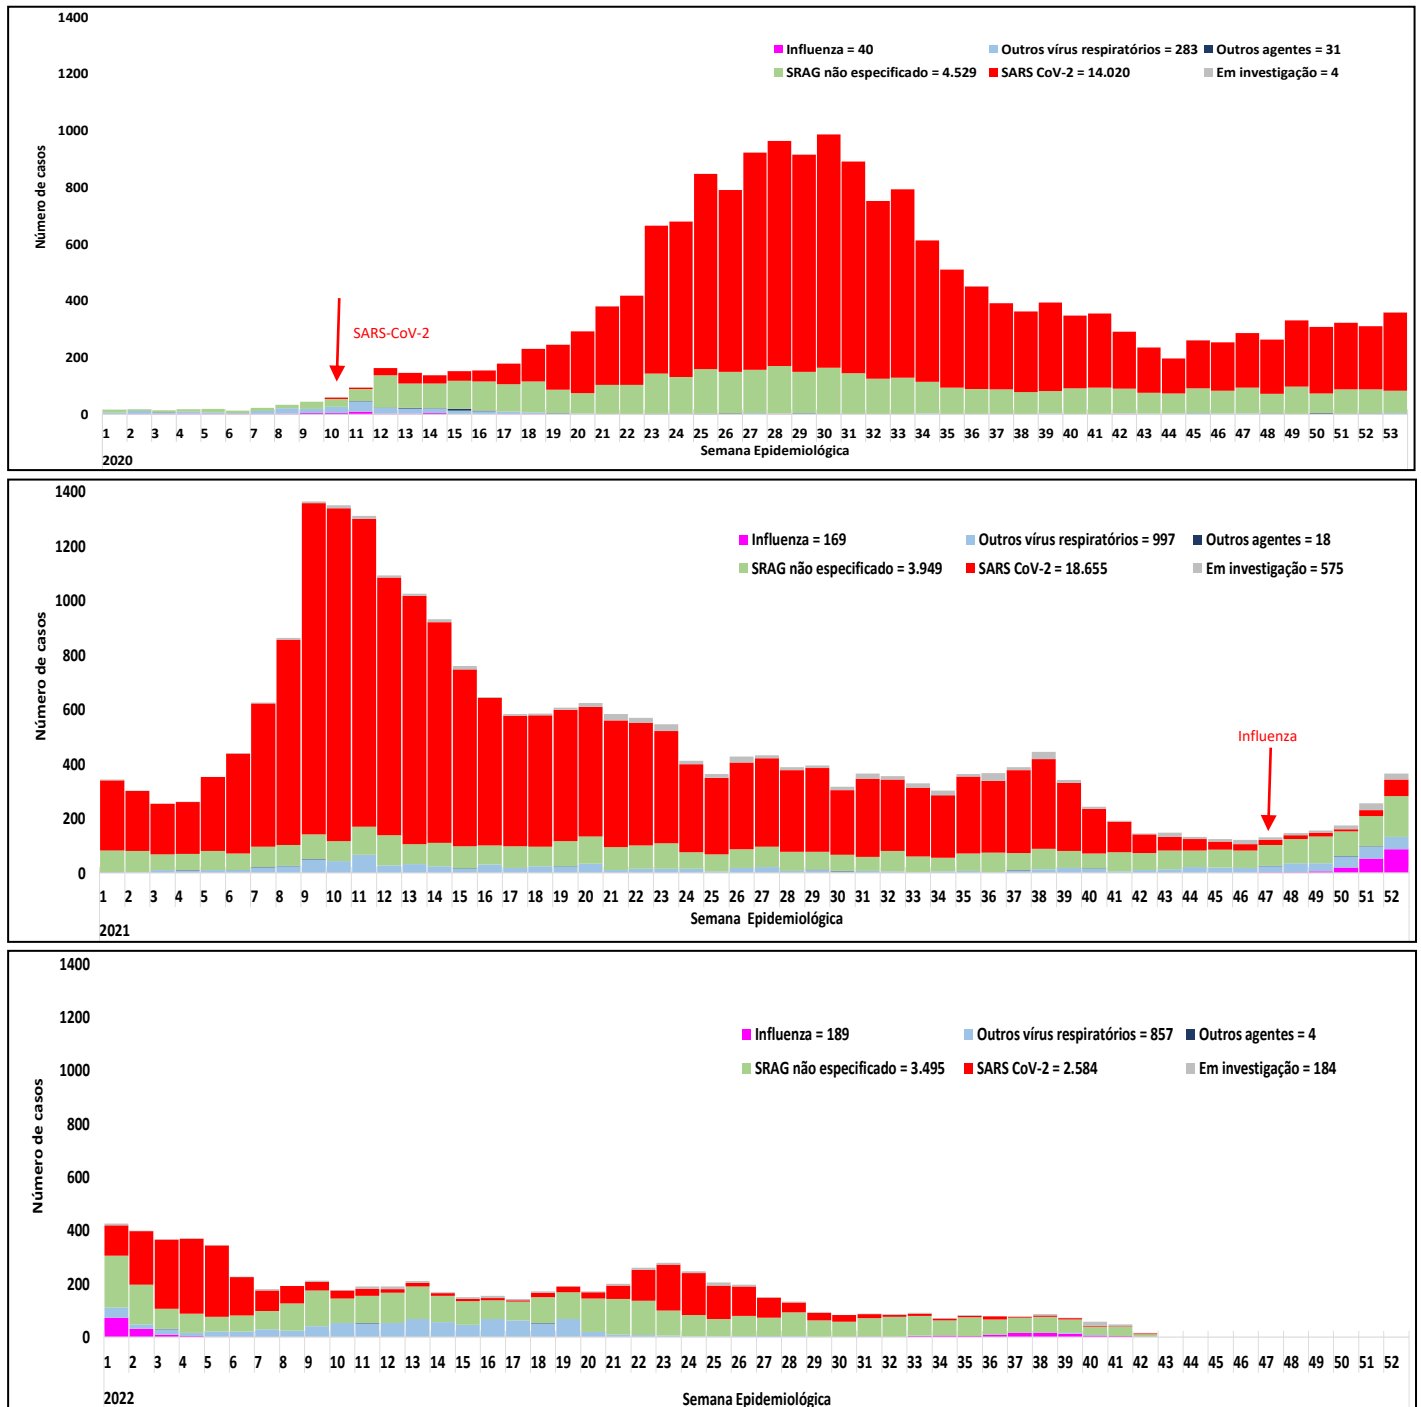 1400
1200
1000
800
600
400
200
0
Número de casos
Influenza = 40 Outros vírus respiratórios = 283 Outros agentes = 31
SRAG não especificado = 4.529 SARS CoV-2 = 14.020 Em investigação = 4
SARS-CoV-2
1 2 3 4 5 6 7 8 9 10 11 12 13 14 15 16 17 18 19 20 21 22 23 24 25 26 27 28 29 30 31 32 33 34 35 36 37 38 39 40 41 42 43 44 45 46 47 48 49 50 51 52 53
Semana Epidemiológica
2020
1400
1200
1000
800
600
400
200
0
Número de casos
Influenza = 169 Outros vírus respiratórios = 997 Outros agentes = 18
SRAG não especificado = 3.949 SARS CoV-2 = 18.655 Em investigação = 575
Influenza
1 2 3 4 5 6 7 8 9 10 11 12 13 14 15 16 17 18 19 20 21 22 23 24 25 26 27 28 29 30 31 32 33 34 35 36 37 38 39 40 41 42 43 44 45 46 47 48 49 50 51 52
Semana Epidemiológica
2021
1400
1200
1000
800
600
400
200
0
Número de casos
Influenza = 189 Outros vírus respiratórios = 857 Outros agentes = 4
SRAG não especificado = 3.495 SARS CoV-2 = 2.584 Em investigação = 184
1 2 3 4 5 6 7 8 9 10 11 12 13 14 15 16 17 18 19 20 21 22 23 24 25 26 27 28 29 30 31 32 33 34 35 36 37 38 39 40 41 42 43 44 45 46 47 48 49 50 51 52
2022
Semana Epidemiológica